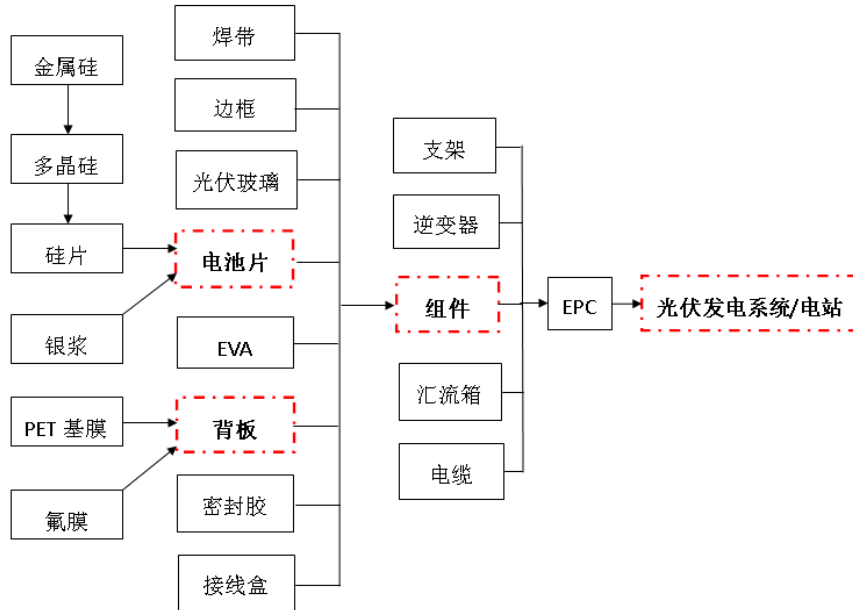 金属硅
多晶硅
硅片
银浆
PET 基膜
氟膜
焊带
边框
光伏玻璃
电池片
EVA
背板
密封胶
接线盒
支架
逆变器
组件
汇流箱
电缆
EPC
光伏发电系统/电站